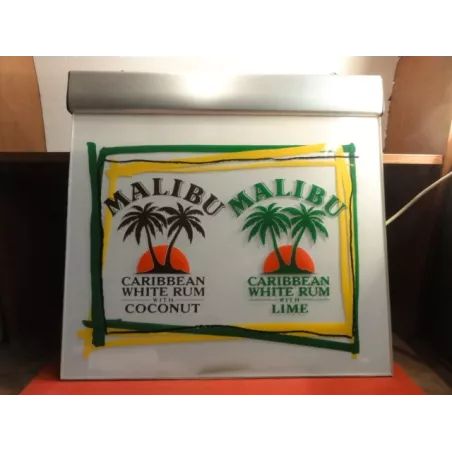 MALIBU
CARIBBEAN
WHITE RUM
WITH
COCONUT
MALIBU
CARIBBEAN
WHITE RUM
WITH
LIME